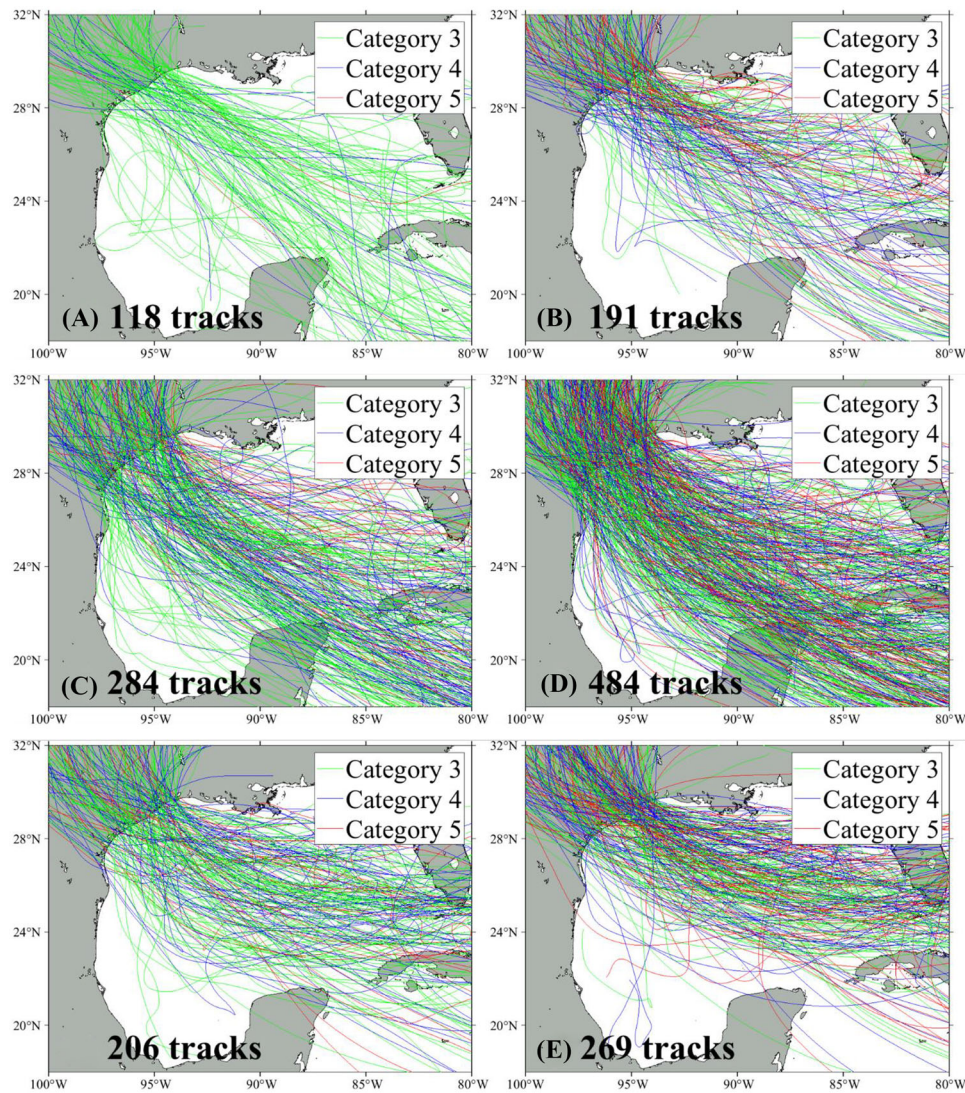 32°N
28°N
24°N
20°N
Category 3
Category 4
Category 5
(A) 118 tracks
100°W 95°W 90°W 85°W 80°W
32°N
28°N
24°N
20°N
Category 3
Category 4
Category 5
(B) 191 tracks
100°W 95°W 90°W 85°W 80°W
32°N
28°N
24°N
20°N
Category 3
Category 4
Category 5
(C) 284 tracks
100°W 95°W 90°W 85°W 80°W
32°N
28°N
24°N
20°N
Category 3
Category 4
Category 5
(D) 484 tracks
100°W 95°W 90°W 85°W 80°W
32°N
28°N
24°N
20°N
Category 3
Category 4
Category 5
206 tracks
100°W 95°W 90°W 85°W 80°W
32°N
28°N
24°N
20°N
Category 3
Category 4
Category 5
(E) 269 tracks
100°W 95°W 90°W 85°W 80°W